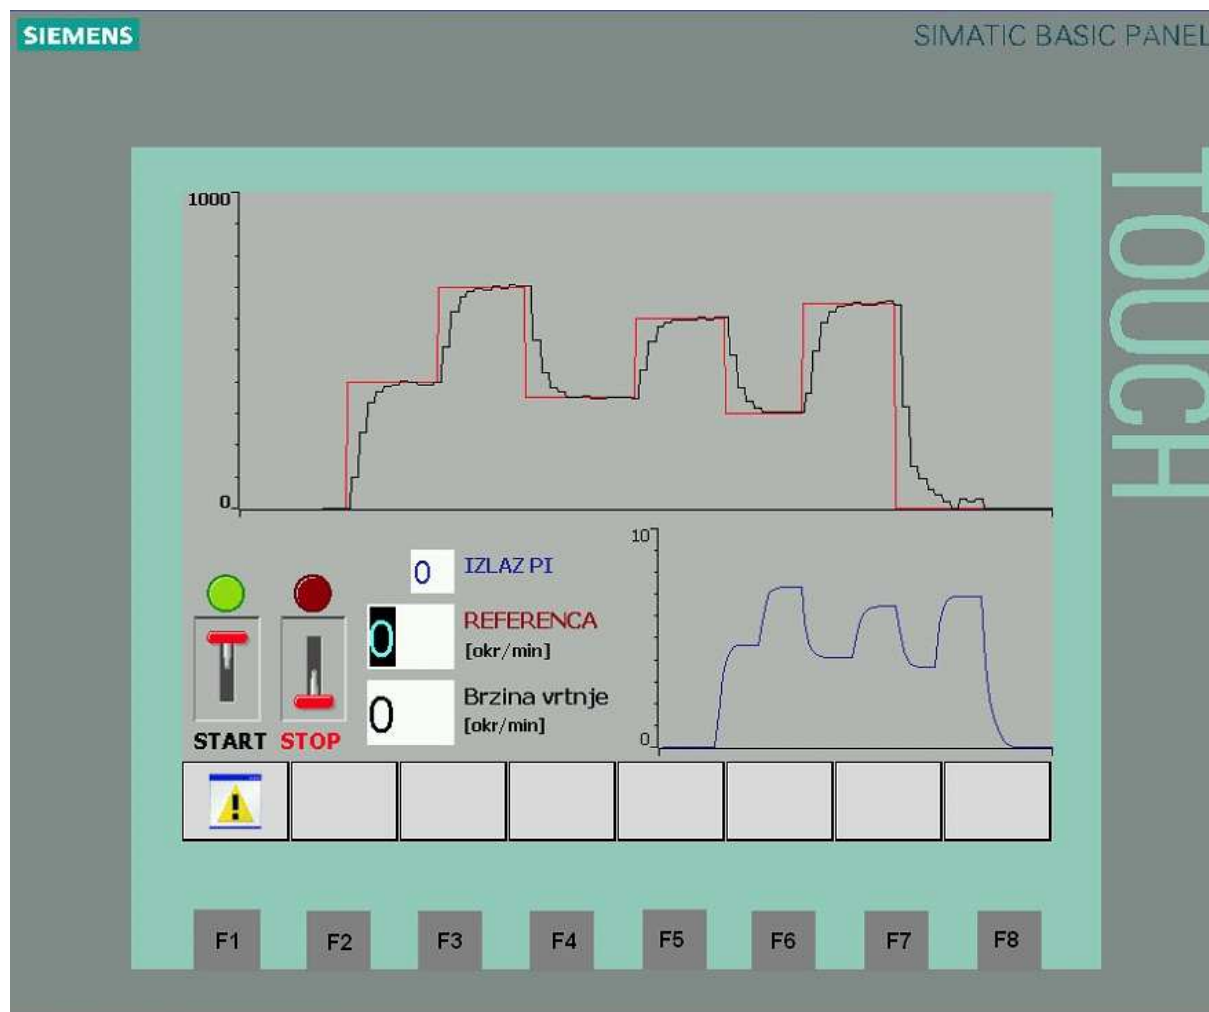 SIEMENS
SIMATIC BASIC PANEL
TOUCH
1000
0
10
0
0
IZLAZ PI
0
REFERENCA
[okr/min]
0
Brzina vrtnje
[okr/min]
START STOP
F1 F2 F3 F4 F5 F6 F7 F8